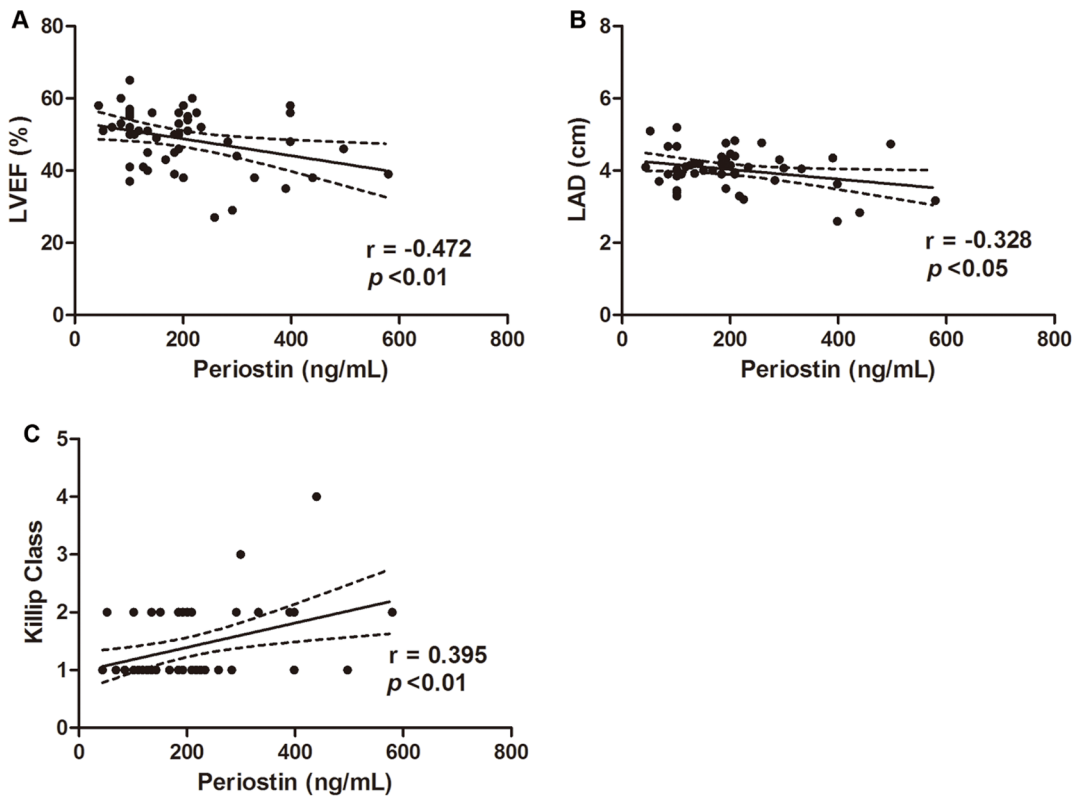 A
80
60
40
20
0
LVEF (%)
r = -0.472
p <0.01
0 200 400 600 800
Periostin (ng/mL)
B
8
6
4
2
0
LAD (cm)
r = -0.328
p <0.05
0 200 400 600 800
Periostin (ng/mL)
C
5
4
3
2
1
0
Killip Class
r = 0.395
p <0.01
0 200 400 600 800
Periostin (ng/mL)